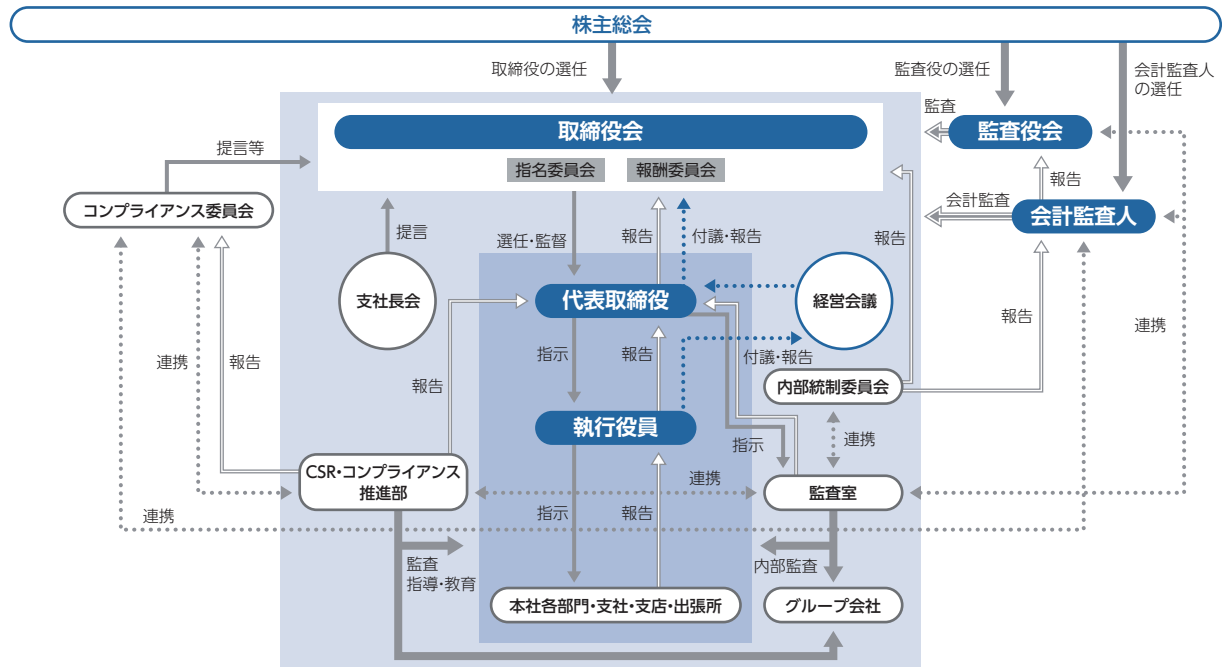 株主総会
取締役の選任
監査役の選任
会計監査人
の選任
監査
取締役会
監査役会
提言等
指名委員会
報酬委員会
報告
コンプライアンス委員会
会計監査
会計監査人
提言
選任・監督
報告
付議・報告
報告
支社長会
代表取締役
経営会議
報告
連携
連携
報告
指示
報告
付議・報告
報告
内部統制委員会
執行役員
指示
連携
CSR・コンプライアンス
推進部
連携
監査室
連携
指示
報告
監査
指導・教育
内部監査
本社各部門・支社・支店・出張所
グループ会社